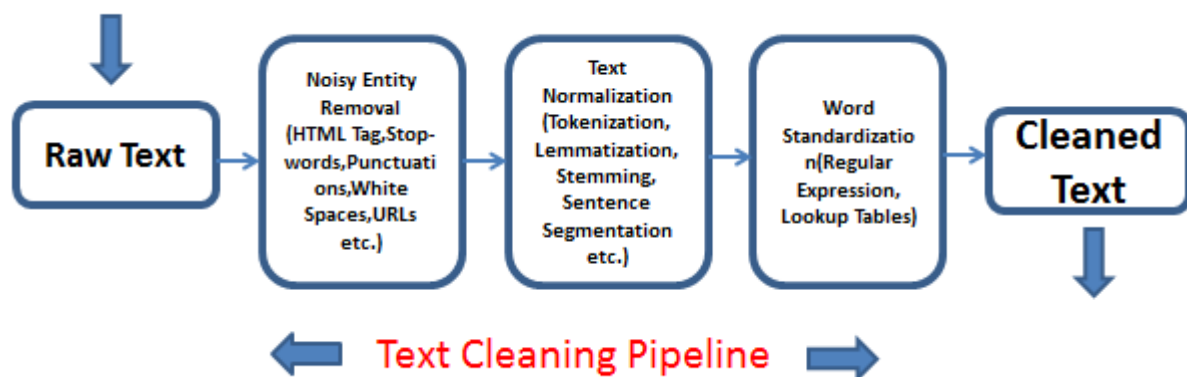 Raw Text
Noisy Entity
Removal
(HTML Tag,Stop-
words,Punctuati
ons,White
Spaces,URLs
etc.)
Text
Normalization
(Tokenization,
Lemmatization,
Stemming,
Sentence
Segmentation
etc.)
Word
Standardizatio
n(Regular
Expression,
Lookup Tables)
Cleaned
Text
Text Cleaning Pipeline